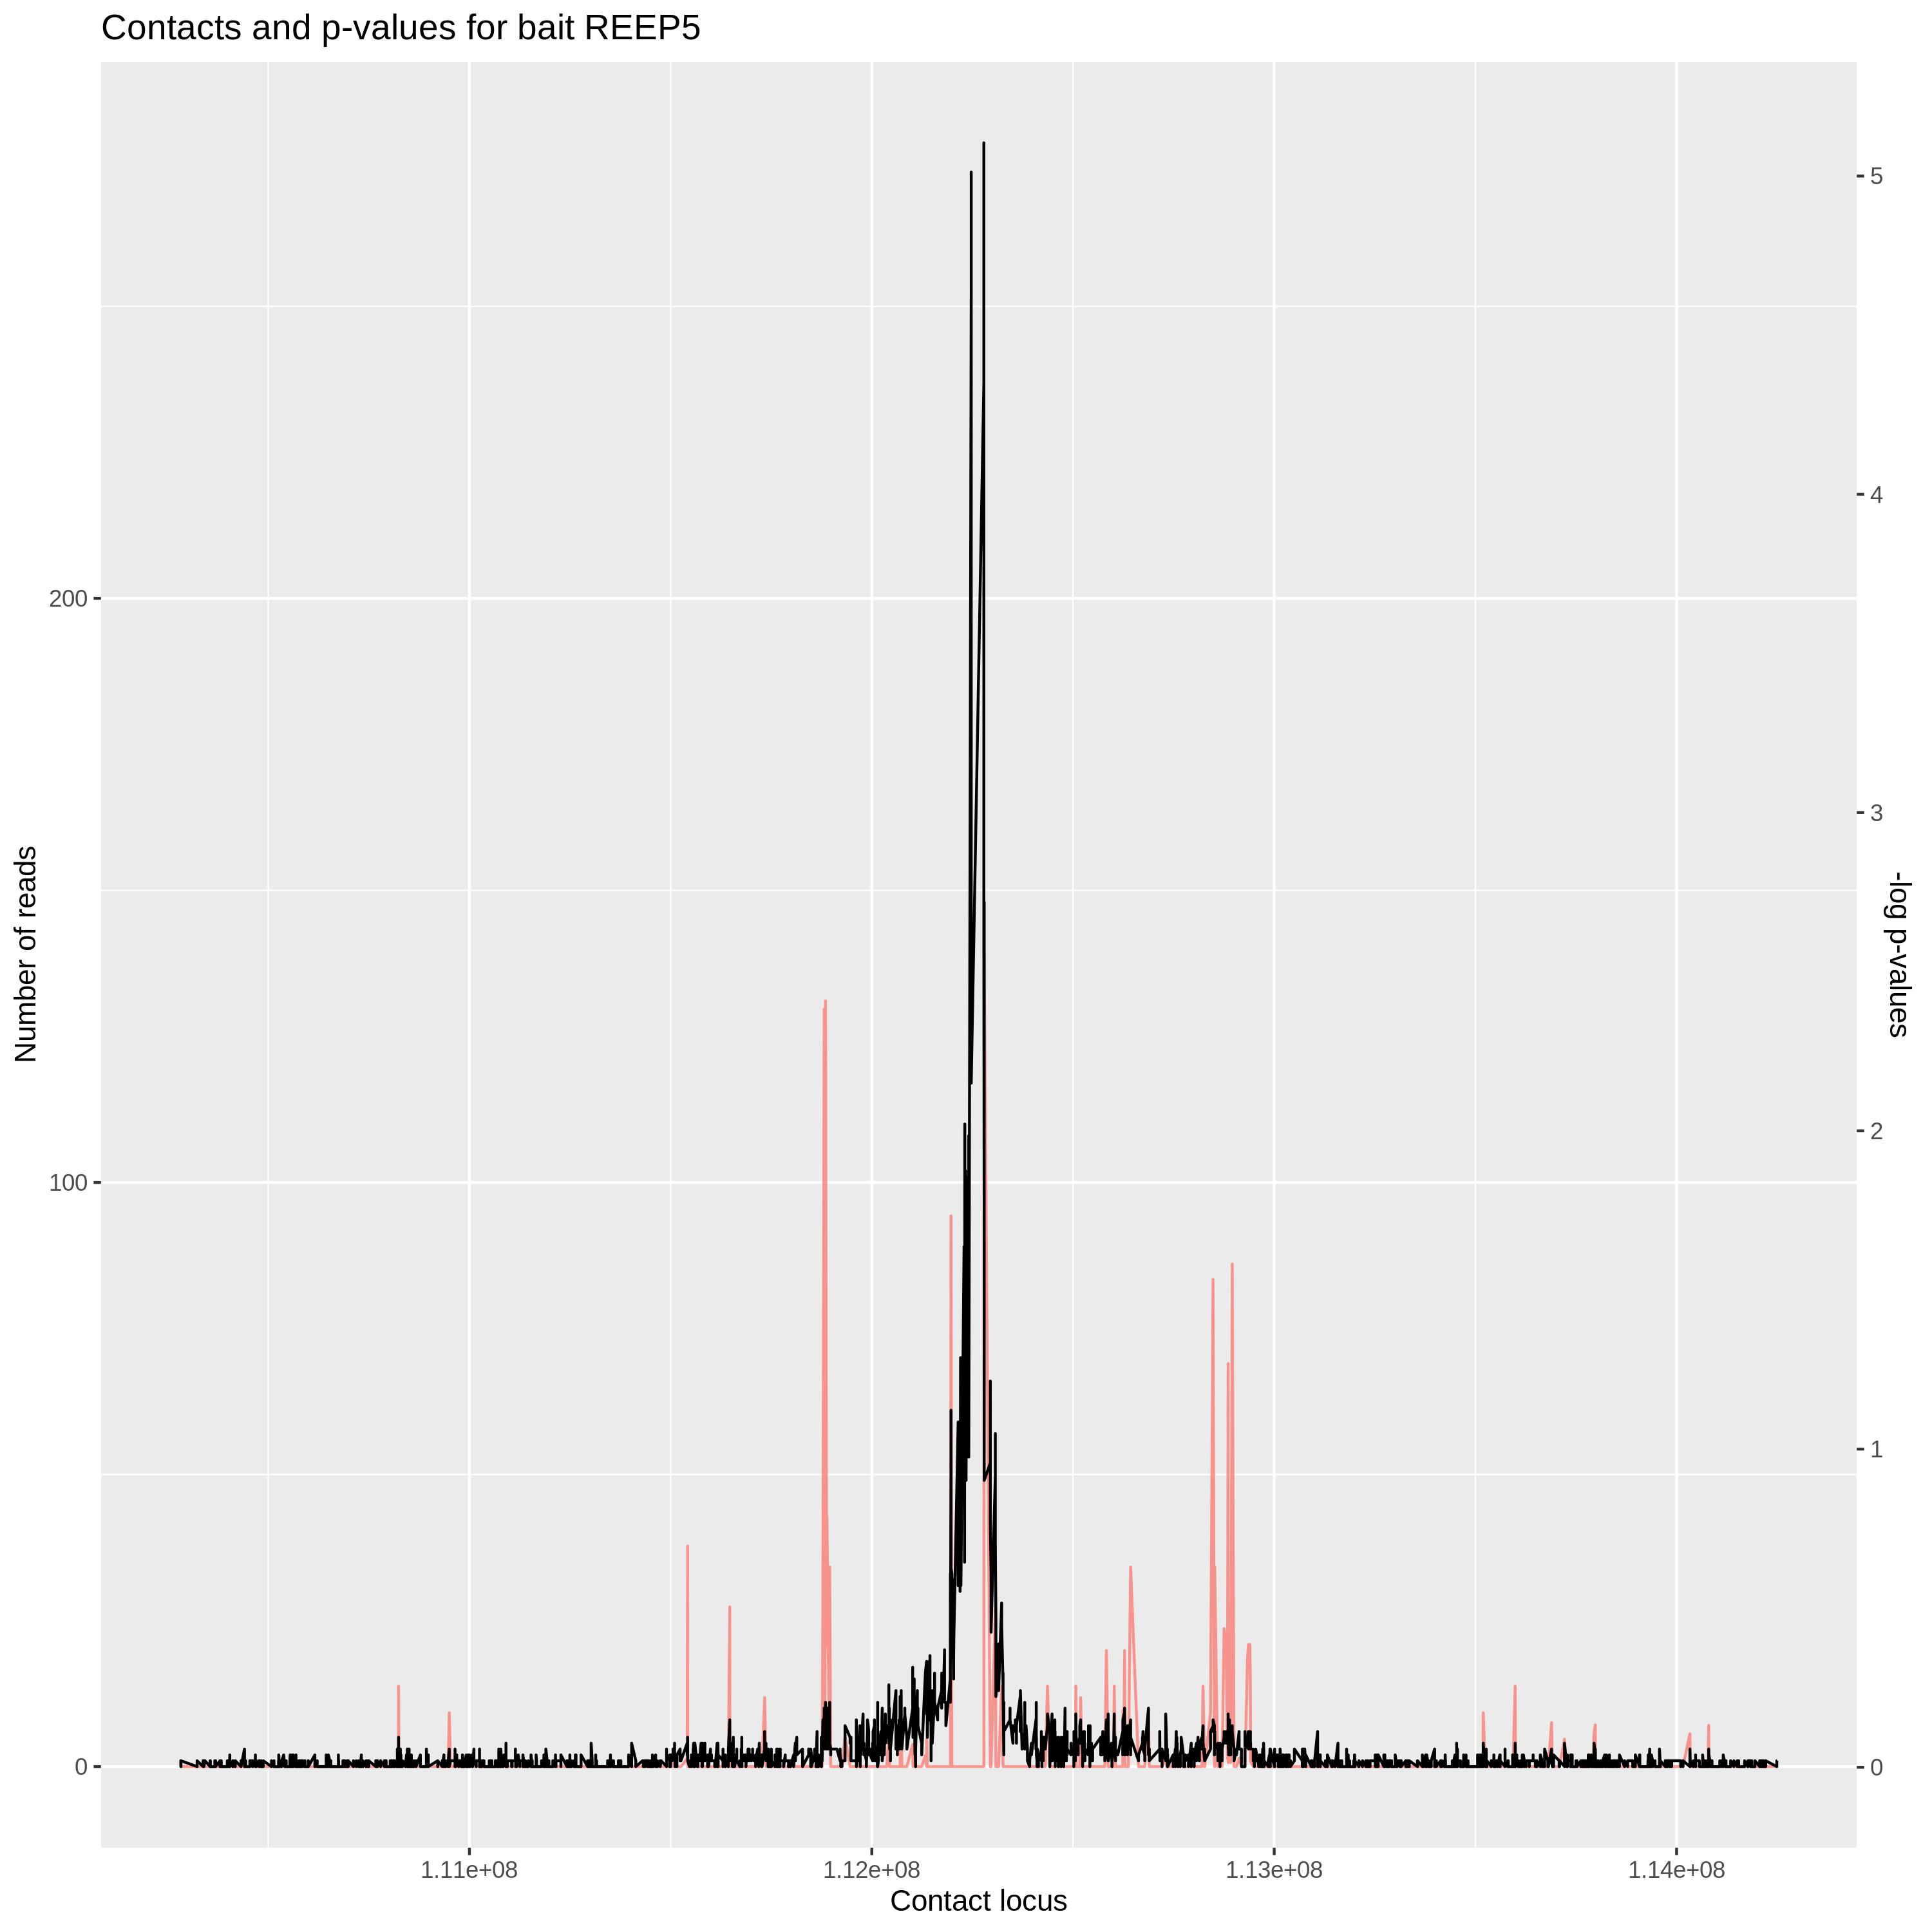 Contacts and p-values for bait REEP5
Number of reads
200
100
0
5
4
3
2
1
0
-log p-values
1.11e+08
1.12e+08
1.13e+08
1.14e+08
Contact locus